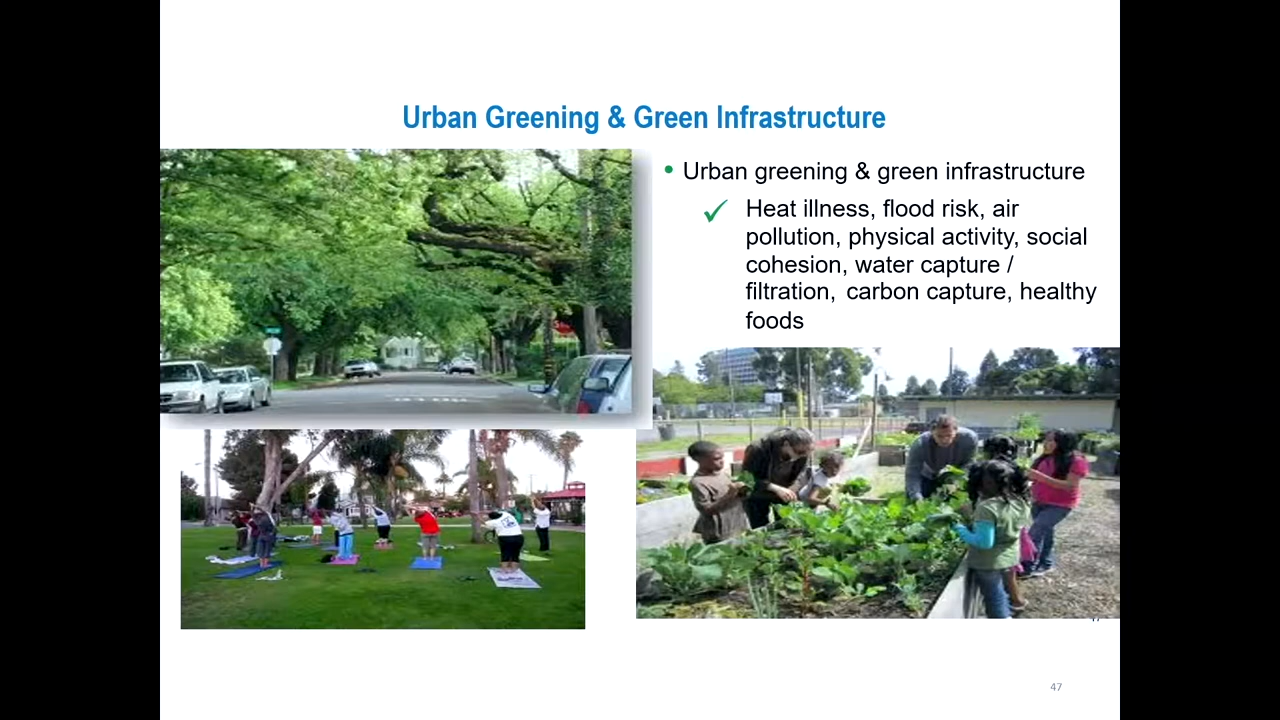 Urban Greening & Green Infrastructure
• Urban greening & green infrastructure
✓ Heat illness, flood risk, air
pollution, physical activity, social
cohesion, water capture /
filtration, carbon capture, healthy
foods
47